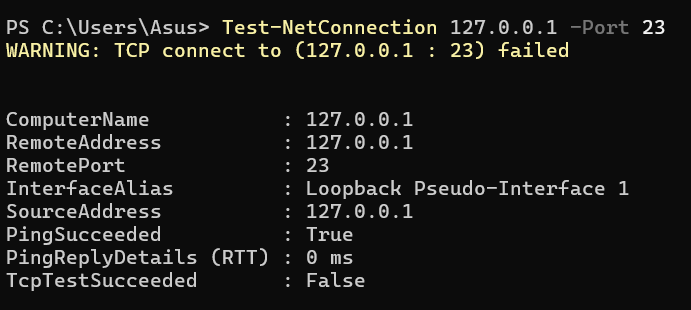 PS C:\Users\Asus> Test-NetConnection 127.0.0.1 -Port 23
WARNING: TCP connect to (127.0.0.1 : 23) failed
ComputerName : 127.0.0.1
RemoteAddress : 127.0.0.1
RemotePort : 23
InterfaceAlias : Loopback Pseudo-Interface 1
SourceAddress : 127.0.0.1
PingSucceeded : True
PingReplyDetails (RTT) : 0 ms
TcpTestSucceeded : False